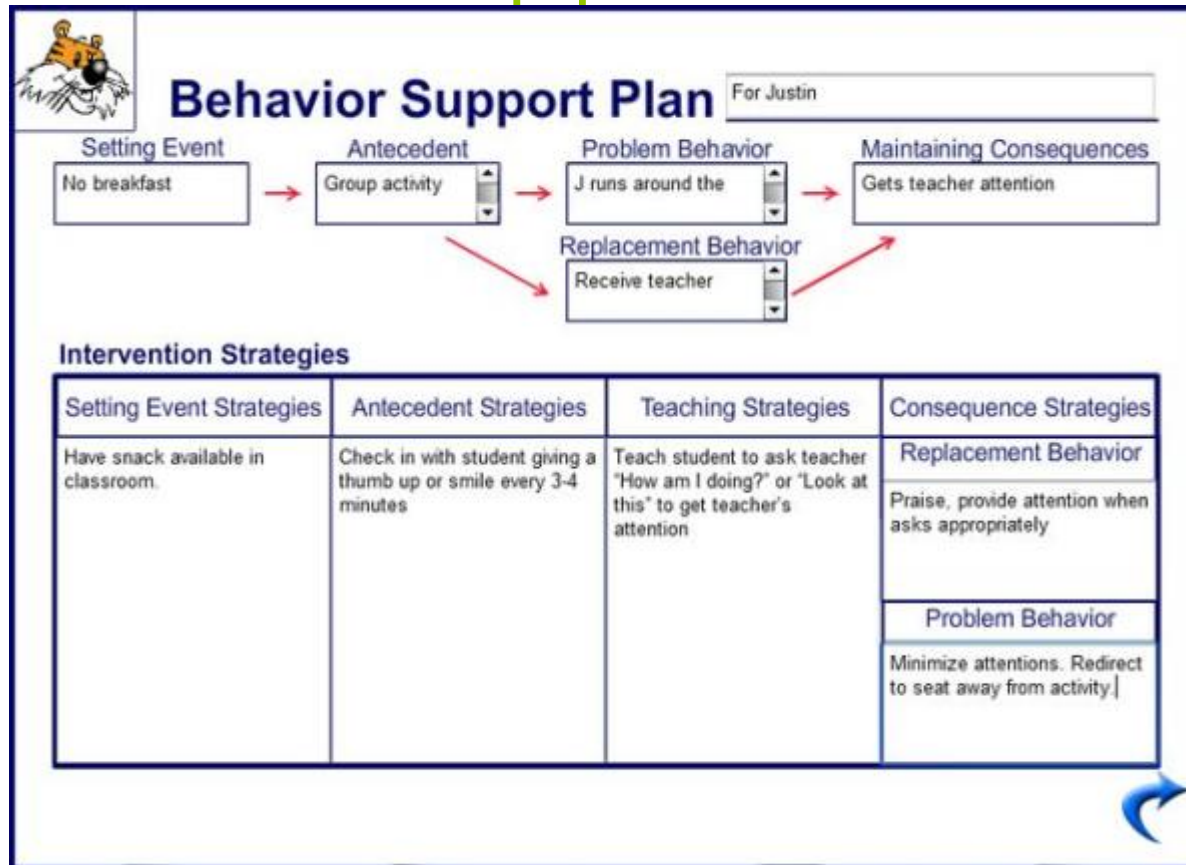 Behavior Support Plan
For Justin
Setting Event
Antecedent
Problem Behavior
Maintaining Consequences
No breakfast
Group activity
J runs around the
Gets teacher attention
Replacement Behavior
Receive teacher
Intervention Strategies
Setting Event Strategies
Antecedent Strategies
Teaching Strategies
Consequence Strategies
Have snack available in
classroom.
Check in with student giving a
thumb up or smile every 3-4
minutes
Teach student to ask teacher
"How am I doing?" or "Look at
this" to get teacher's
attention
Replacement Behavior
Praise, provide attention when
asks appropriately
Problem Behavior
Minimize attentions. Redirect
to seat away from activity.